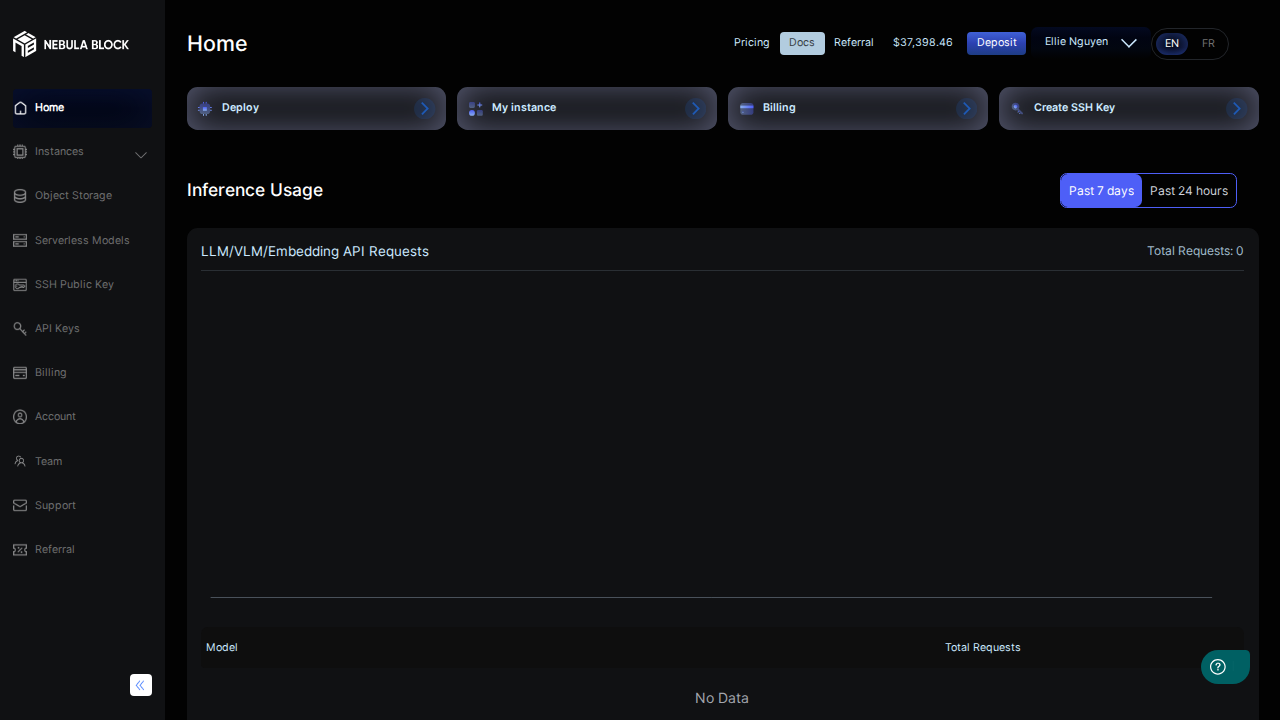 NEBULA BLOCK
Home
Instances
Object Storage
Serverless Models
SSH Public Key
API Keys
Billing
Account
Team
Support
Referral
Home
Pricing
Docs
Referral
$37,398.46
Deposit
Ellie Nguyen
EN
FR
Deploy
My instance
Billing
Create SSH Key
Inference Usage
Past 7 days
Past 24 hours
LLM/VLM/Embedding API Requests
Total Requests: 0
Model
Total Requests
No Data